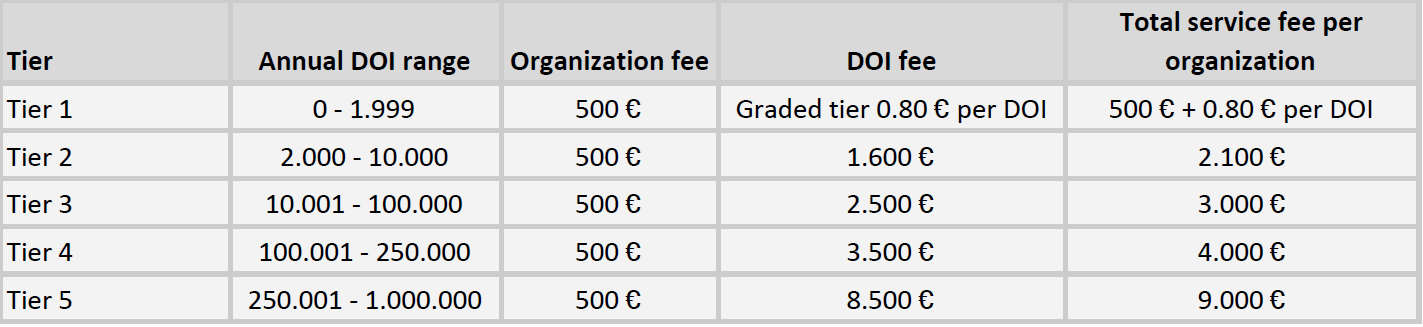 Tier Annual DOI range Organization fee DOI fee Total service fee per organization
Tier 1 0 - 1.999 500 € Graded tier 0.80 € per DOI 500 € + 0.80 € per DOI
Tier 2 2.000 - 10.000 500 € 1.600 € 2.100 €
Tier 3 10.001 - 100.000 500 € 2.500 € 3.000 €
Tier 4 100.001 - 250.000 500 € 3.500 € 4.000 €
Tier 5 250.001 - 1.000.000 500 € 8.500 € 9.000 €